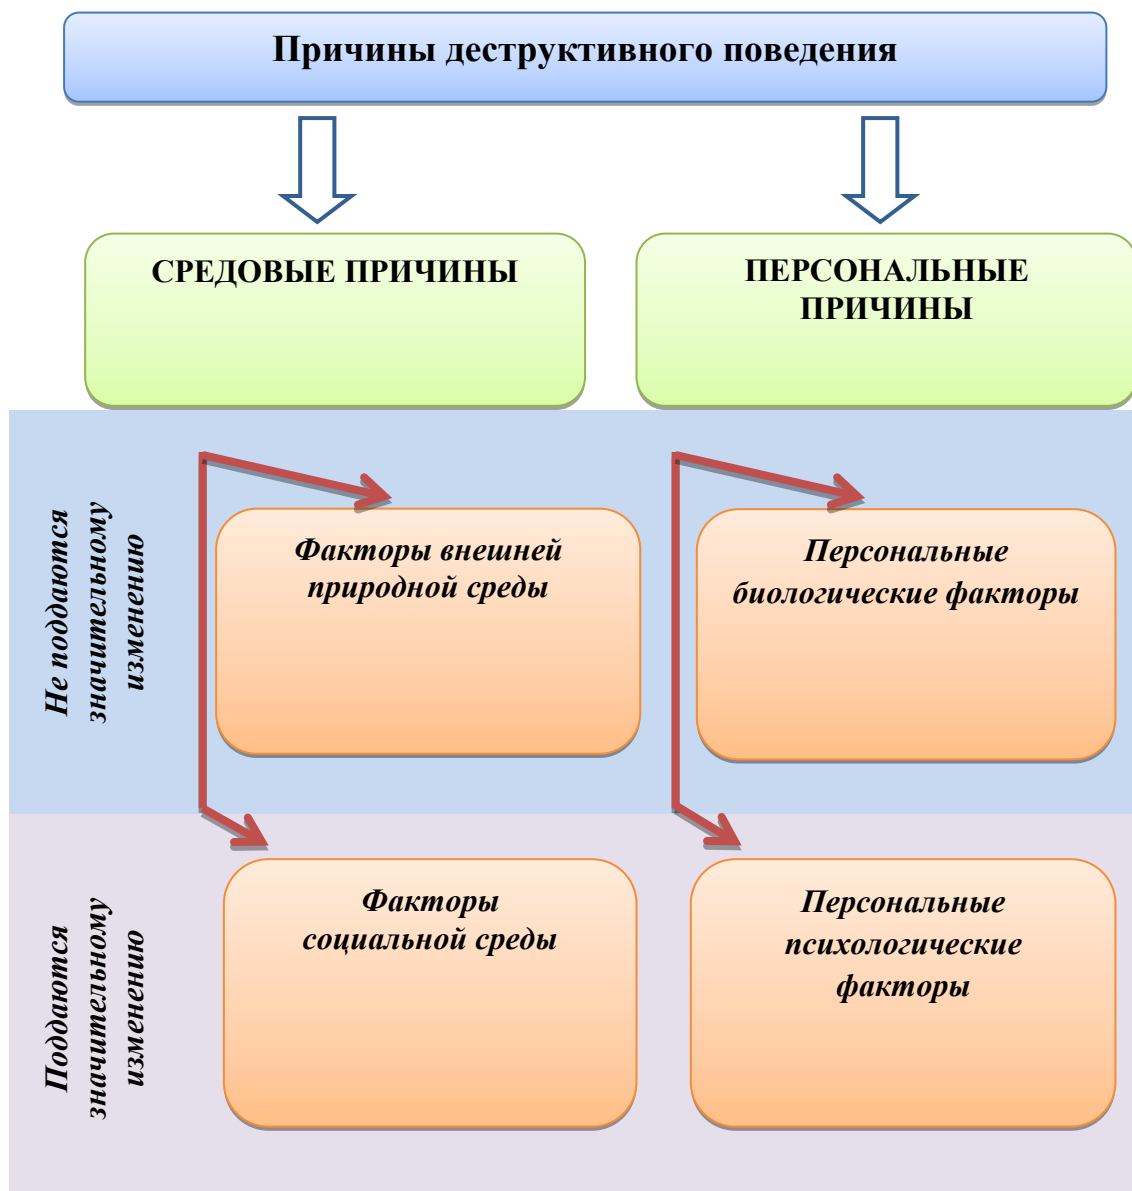 Причины деструктивного поведения
СРЕДОВЫЕ ПРИЧИНЫ
ПЕРСОНАЛЬНЫЕ
ПРИЧИНЫ
Не поддаются
значительному
изменению
Факторы внешней
природной среды
Персональные
биологические факторы
Поддаются
значительному
изменению
Факторы
социальной среды
Персональные
психологические
факторы